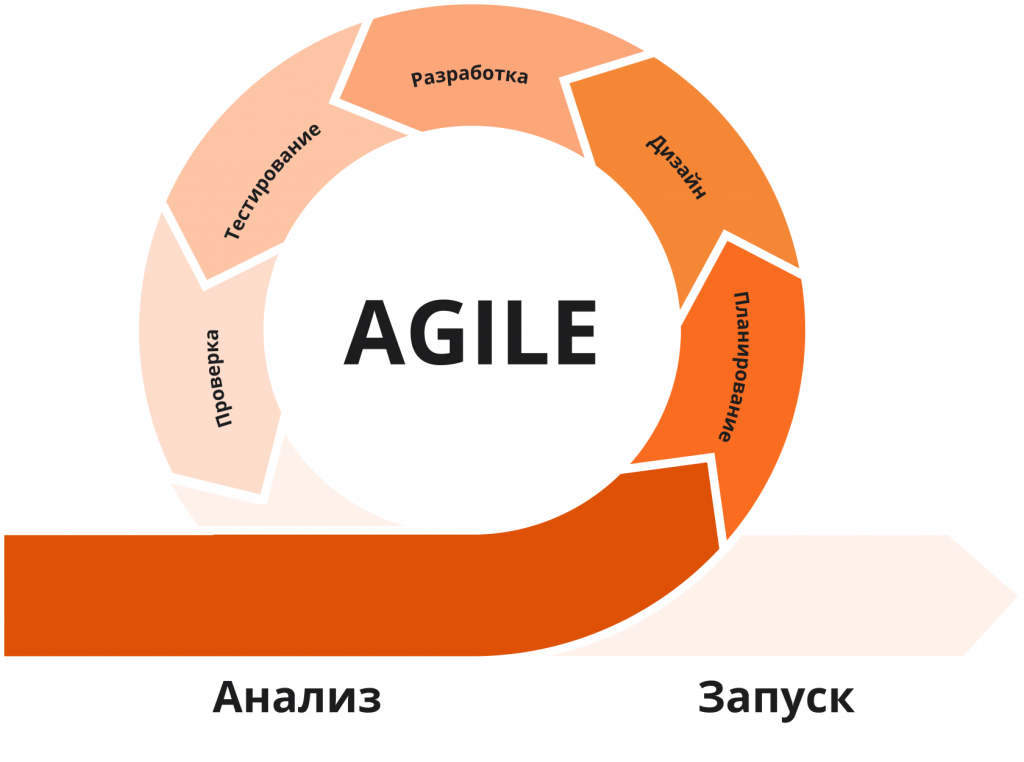 Разработка
Дизайн
Тестирование
Планирование
Проверка
AGILE
Анализ
Запуск